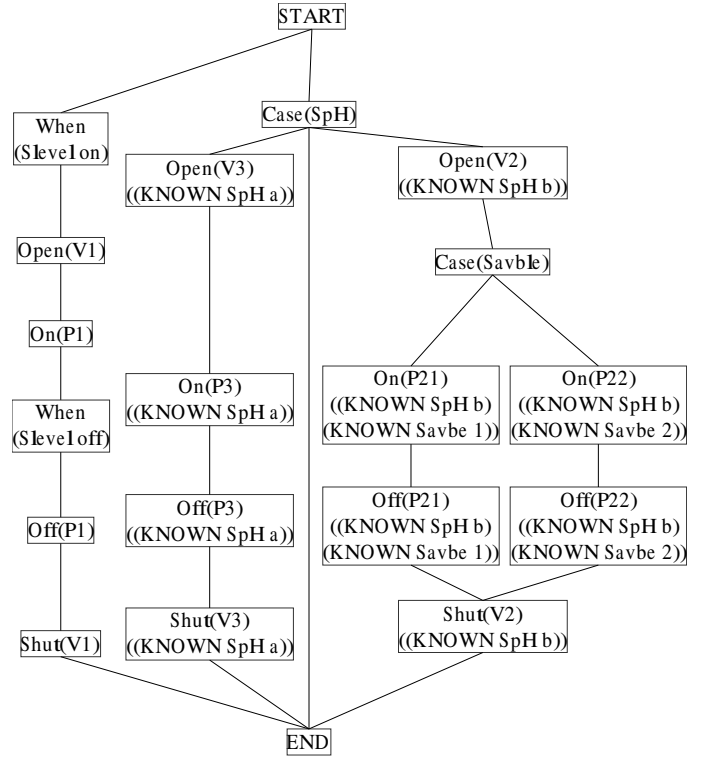 START
When
(Slevel on)
Open(V1)
On(P1)
When
(Slevel off)
Off(P1)
Shut(V1)
Case(SpH)
Open(V3)
((KNOWN SpH a))
On(P3)
((KNOWN SpH a))
Off(P3)
((KNOWN SpH a))
Shut(V3)
((KNOWN SpH a))
Open(V2)
((KNOWN SpH b))
Case(Savble)
On(P21)
((KNOWN SpH b)
(KNOWN Savbe 1))
Off(P21)
((KNOWN SpH b)
(KNOWN Savbe 1))
On(P22)
((KNOWN SpH b)
(KNOWN Savbe 2))
Off(P22)
((KNOWN SpH b)
(KNOWN Savbe 2))
Shut(V2)
((KNOWN SpH b))
END